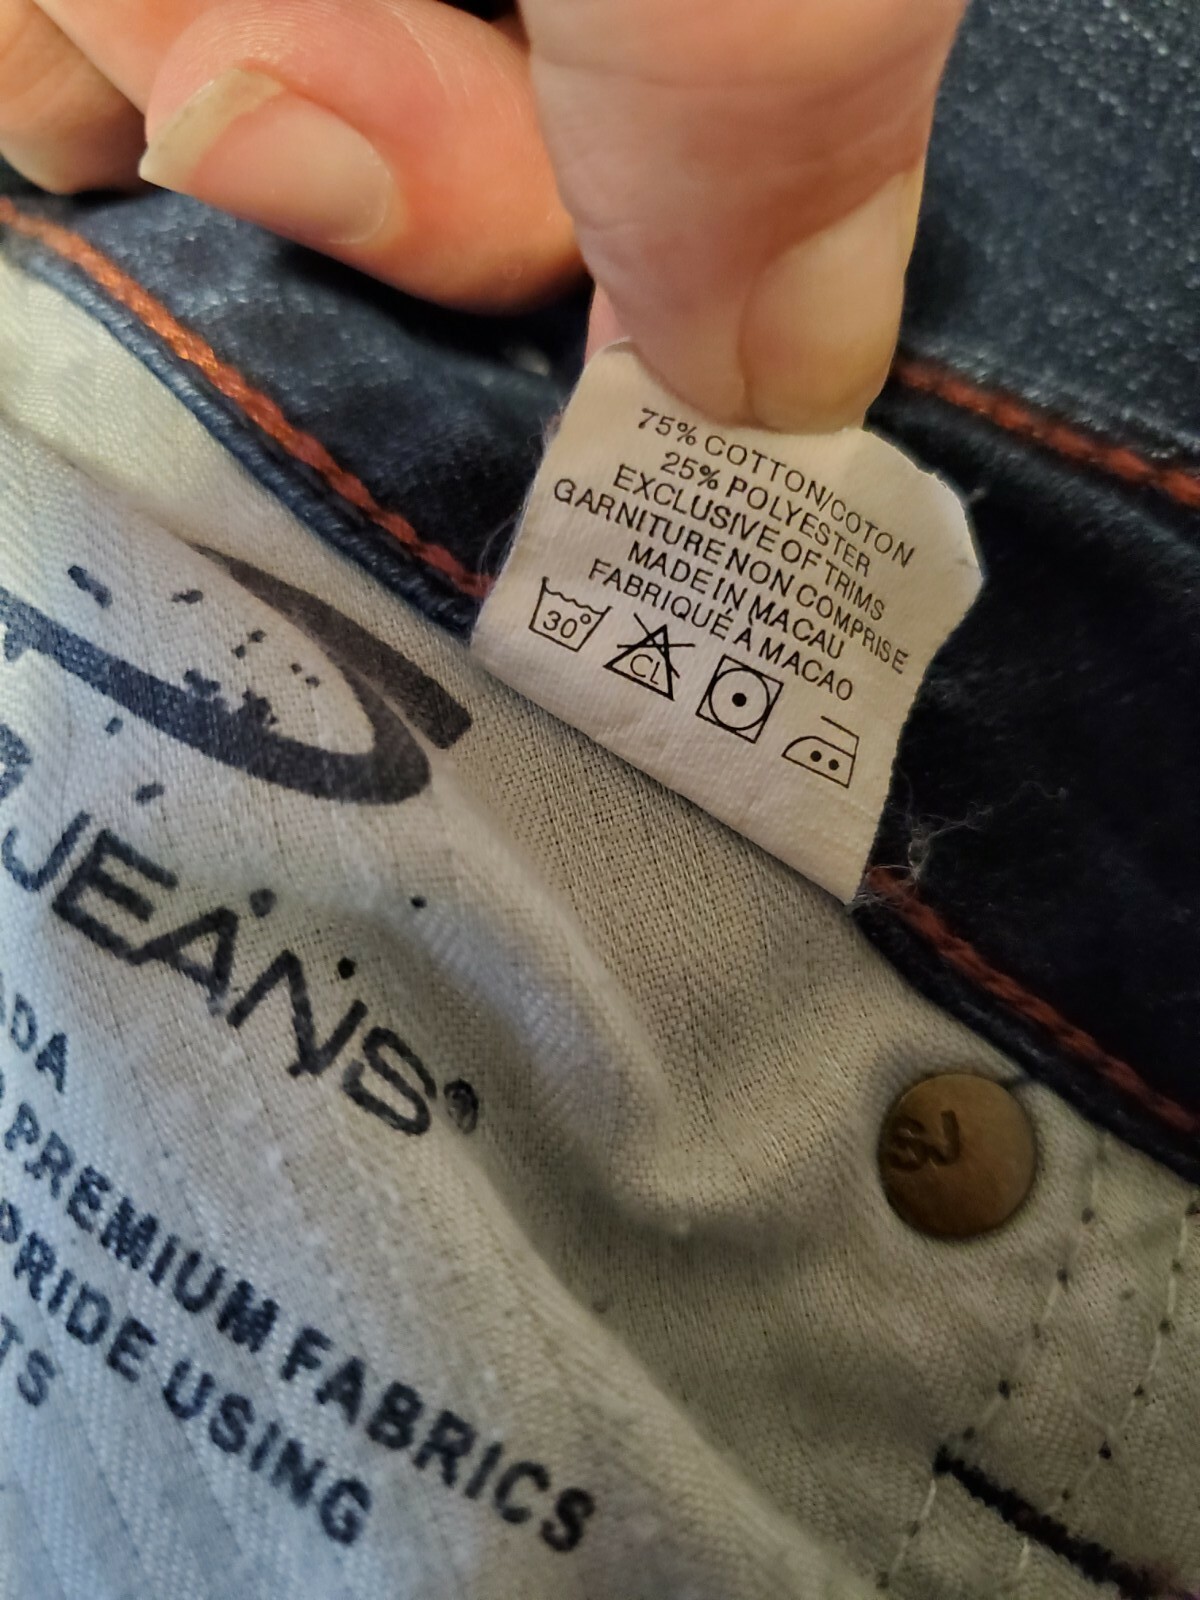 75% COTTON/COTON
25% POLYESTER
EXCLUSIVE OF TRIMS
GARNITURE NON COMPRISE
MADE IN MACAU
FABRIQUÉ À MACAO
30°
CL
JEANS®
PREMIUM FABRICS
PRIDE USING
SJ